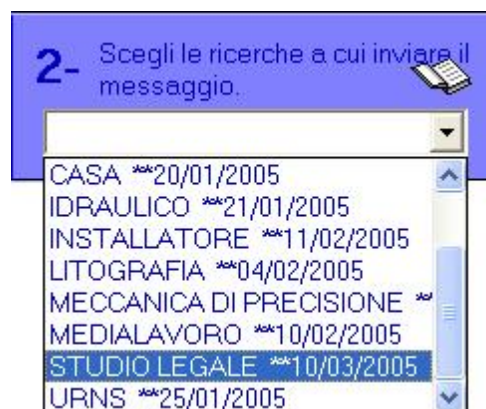 2- Scegli le ricerche a cui inviare il
messaggio.
CASA **20/01/2005
IDRAULICO **21/01/2005
INSTALLATORE **11/02/2005
LITOGRAFIA **04/02/2005
MECCANICA DI PRECISIONE **
MEDIALAVORO **10/02/2005
STUDIO LEGALE **10/03/2005
URNS **25/01/2005